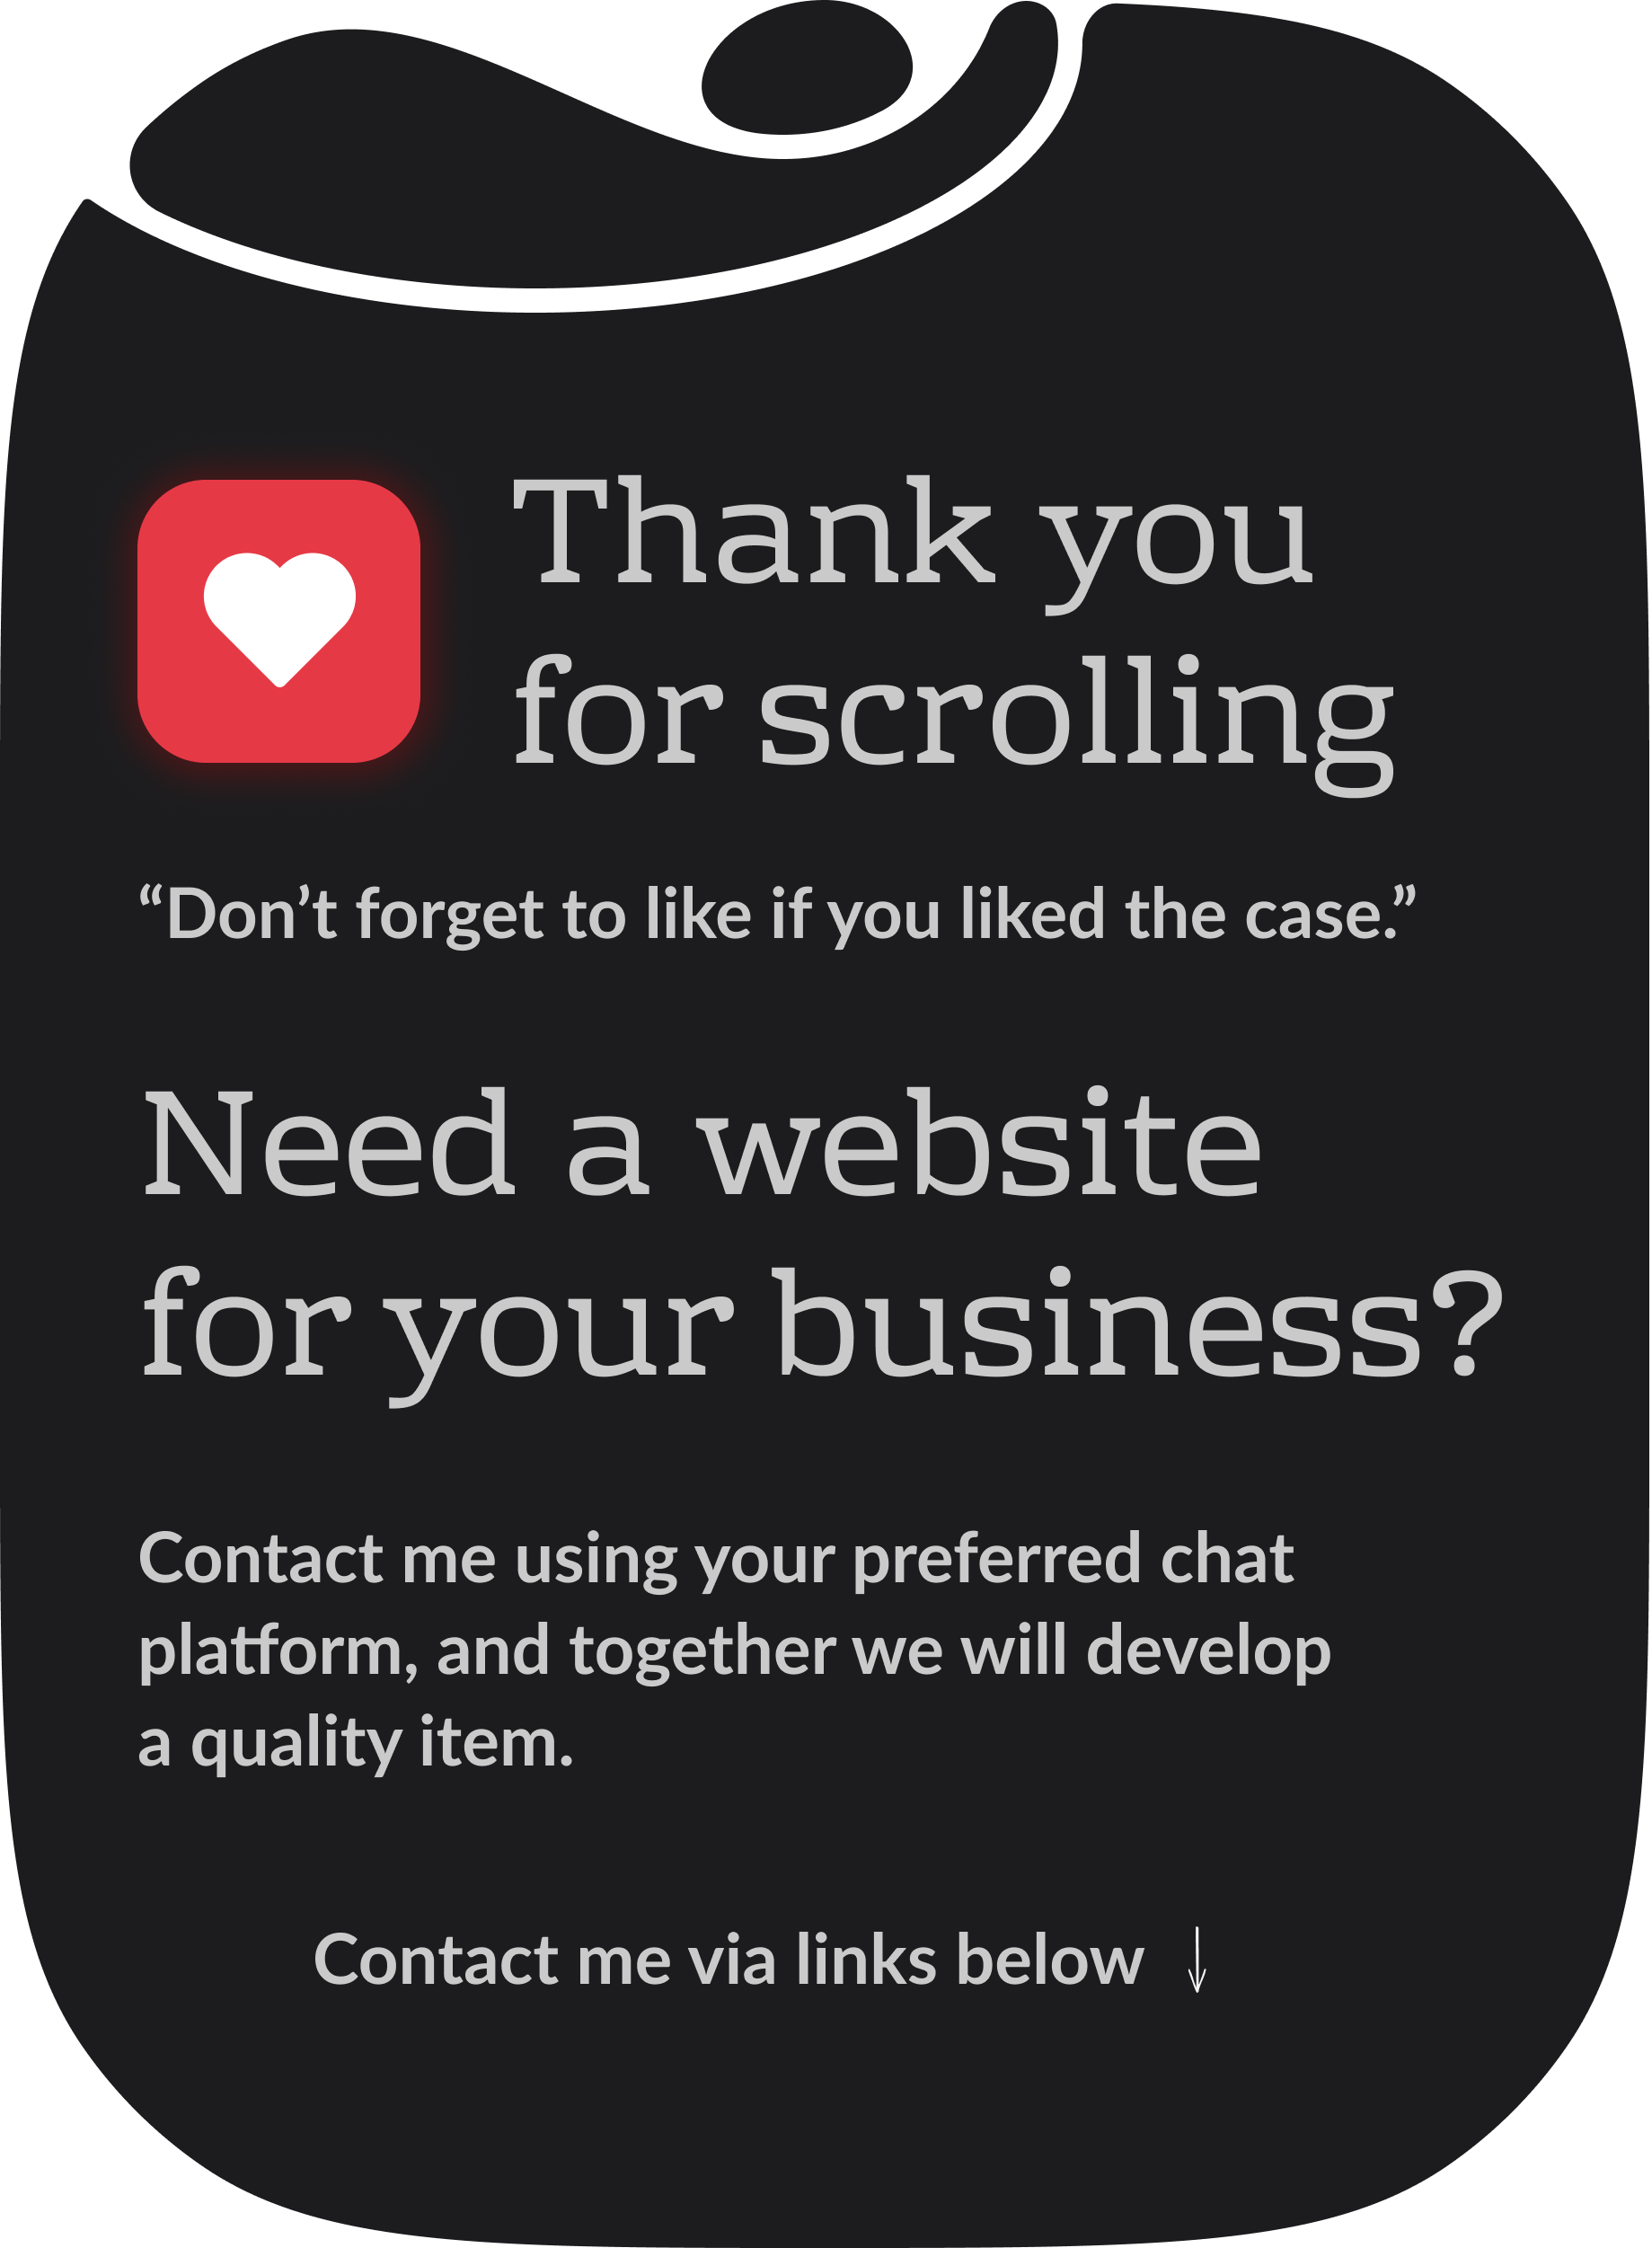 Thank you
for scrolling
“Don’t forget to like if you liked the case.”
Need a website
for your business?
Contact me using your preferred chat
platform, and together we will develop
a quality item.
Contact me via links below